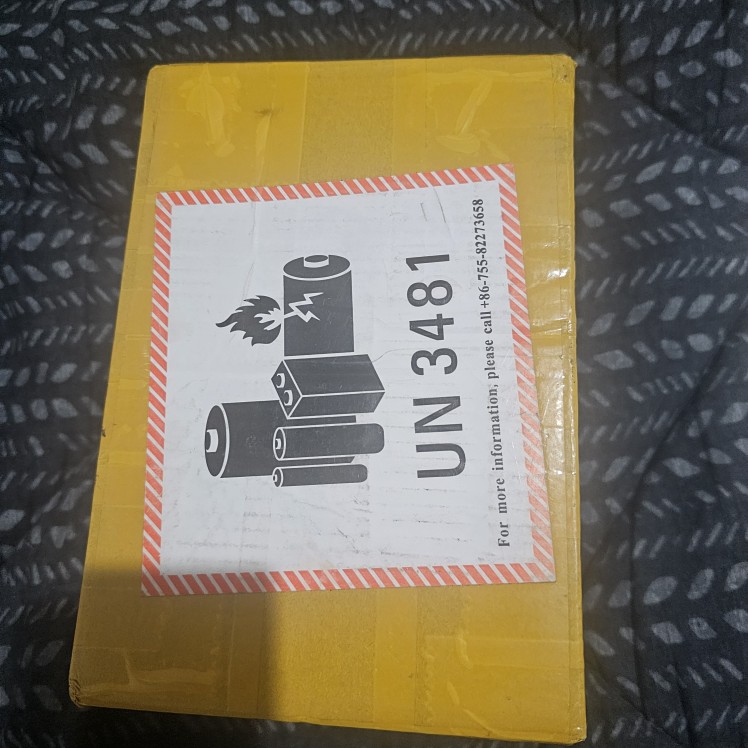 UN 3481
For more information, please call +86-755-82273658